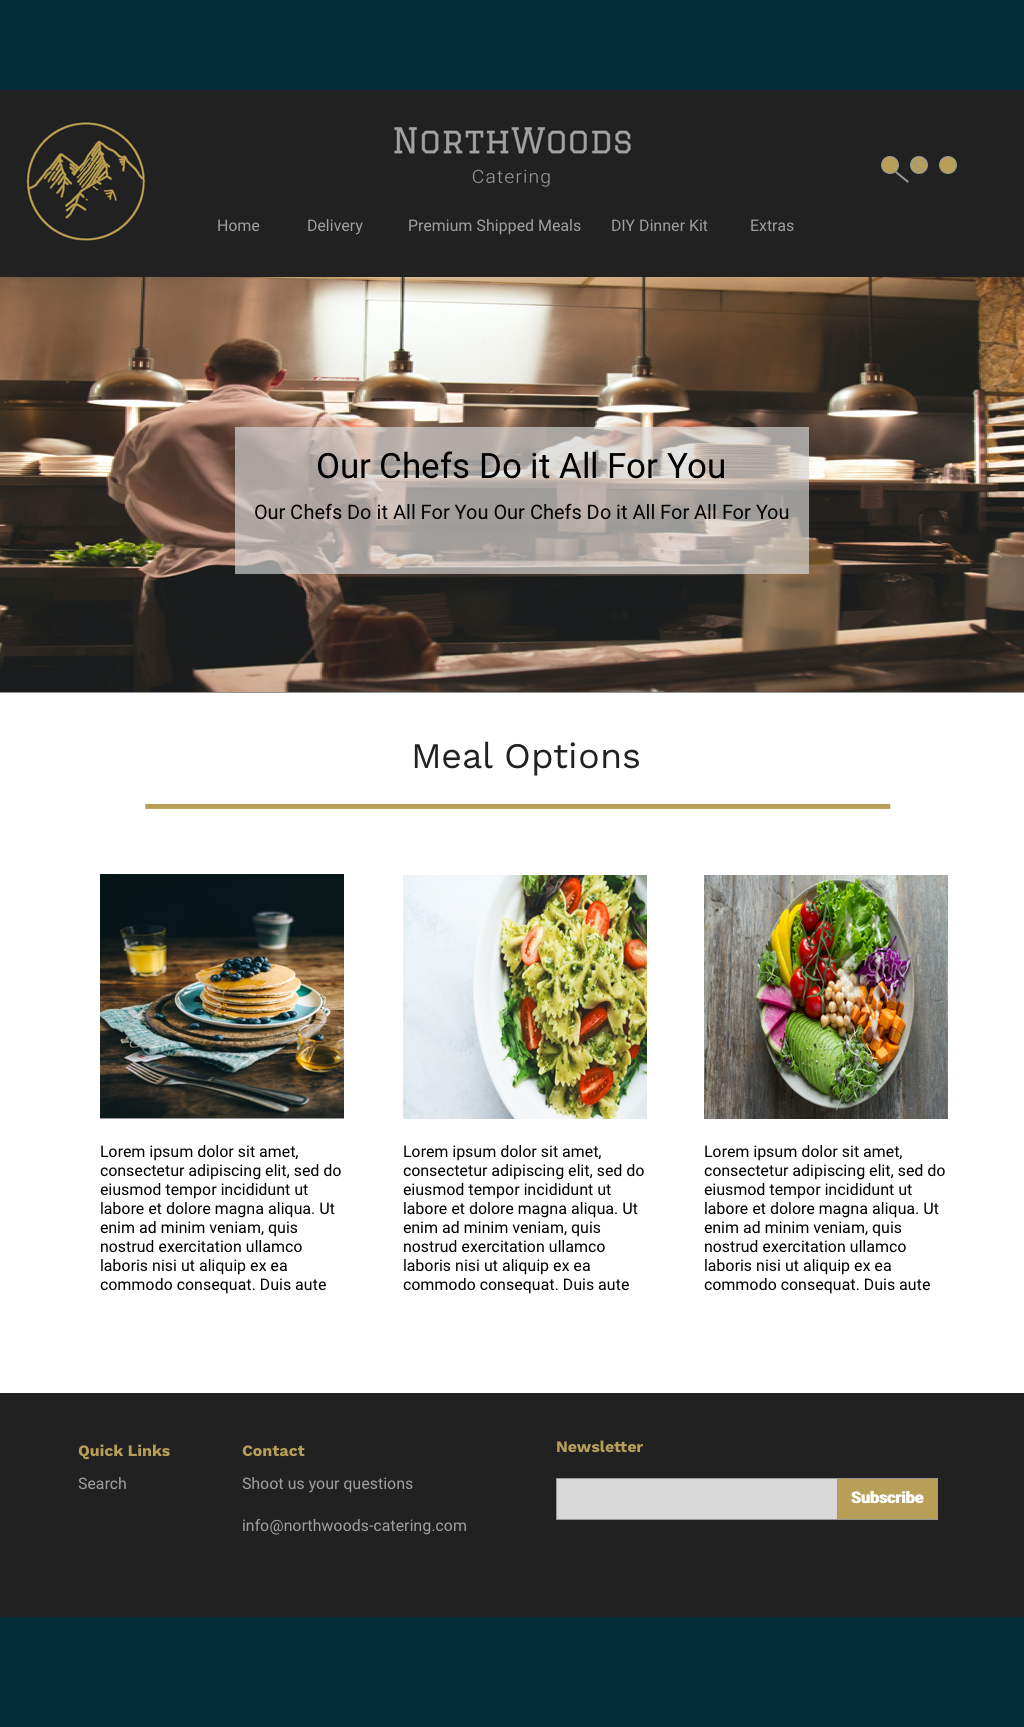 NorthWoods
Catering
Home Delivery Premium Shipped Meals DIY Dinner Kit Extras
Our Chefs Do it All For You
Our Chefs Do it All For You Our Chefs Do it All For All For You
Meal Options
Lorem ipsum dolor sit amet,
consectetur adipiscing elit, sed do
eiusmod tempor incididunt ut
labore et dolore magna aliqua. Ut
enim ad minim veniam, quis
nostrud exercitation ullamco
laboris nisi ut aliquip ex ea
commodo consequat. Duis aute
Lorem ipsum dolor sit amet,
consectetur adipiscing elit, sed do
eiusmod tempor incididunt ut
labore et dolore magna aliqua. Ut
enim ad minim veniam, quis
nostrud exercitation ullamco
laboris nisi ut aliquip ex ea
commodo consequat. Duis aute
Lorem ipsum dolor sit amet,
consectetur adipiscing elit, sed do
eiusmod tempor incididunt ut
labore et dolore magna aliqua. Ut
enim ad minim veniam, quis
nostrud exercitation ullamco
laboris nisi ut aliquip ex ea
commodo consequat. Duis aute
Quick Links
Search
Contact
Shoot us your questions
info@northwoods-catering.com
Newsletter
Subscribe